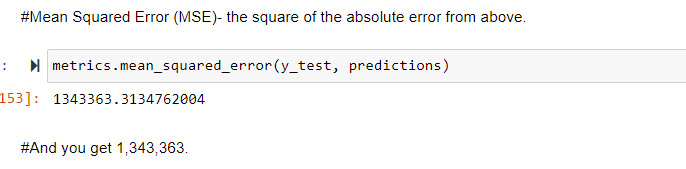 #Mean Squared Error (MSE)- the square of the absolute error from above.
: metrics.mean_squared_error(y_test, predictions)
153]: 1343363.3134762004
#And you get 1,343,363.